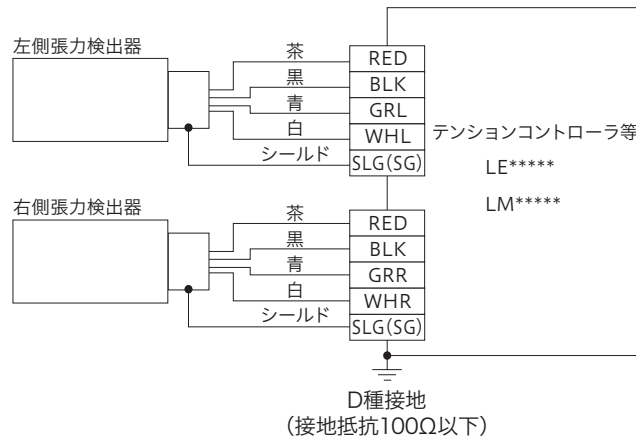 左側張力検出器
茶
RED
黒
BLK
青
GRL
白
WHL
シールド
SLG(SG)
テンションコントローラ等
LE*****
LM*****
右側張力検出器
茶
RED
黒
BLK
青
GRR
白
WHR
シールド
SLG(SG)
D種接地
(接地抵抗100Ω以下)